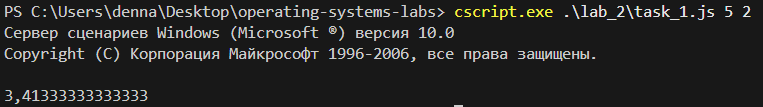 PS C:\Users\denna\Desktop\operating-systems-labs> cscript.exe .\lab_2\task_1.js 5 2
Сервер сценариев Windows (Microsoft ®) версия 10.0
Copyright (C) Корпорация Майкрософт 1996-2006, все права защищены.
3,41333333333333